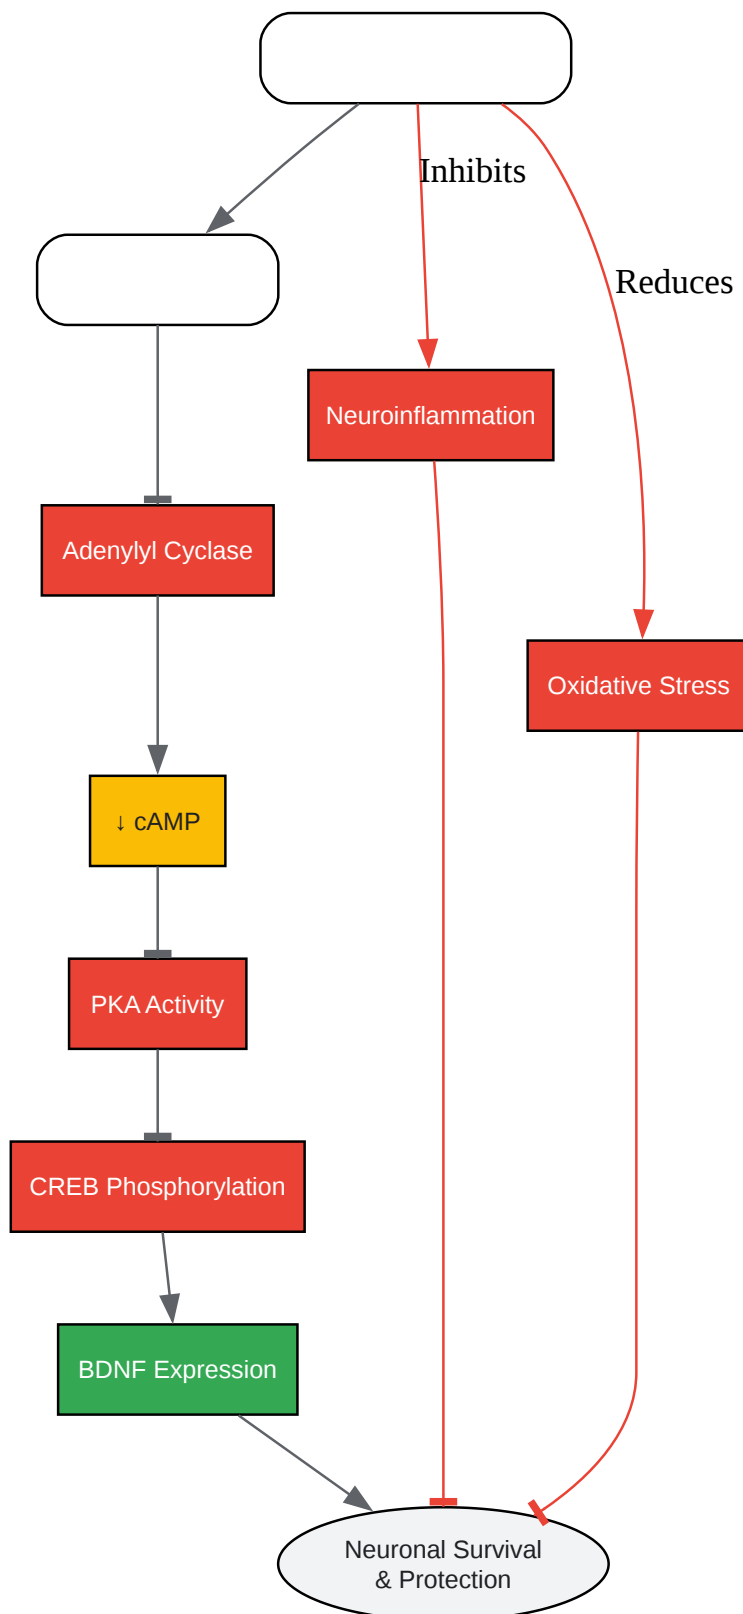 Inhibits
Reduces
Neuroinflammation
Adenylyl Cyclase
Oxidative Stress
↓ cAMP
PKA Activity
CREB Phosphorylation
BDNF Expression
Neuronal Survival
& Protection